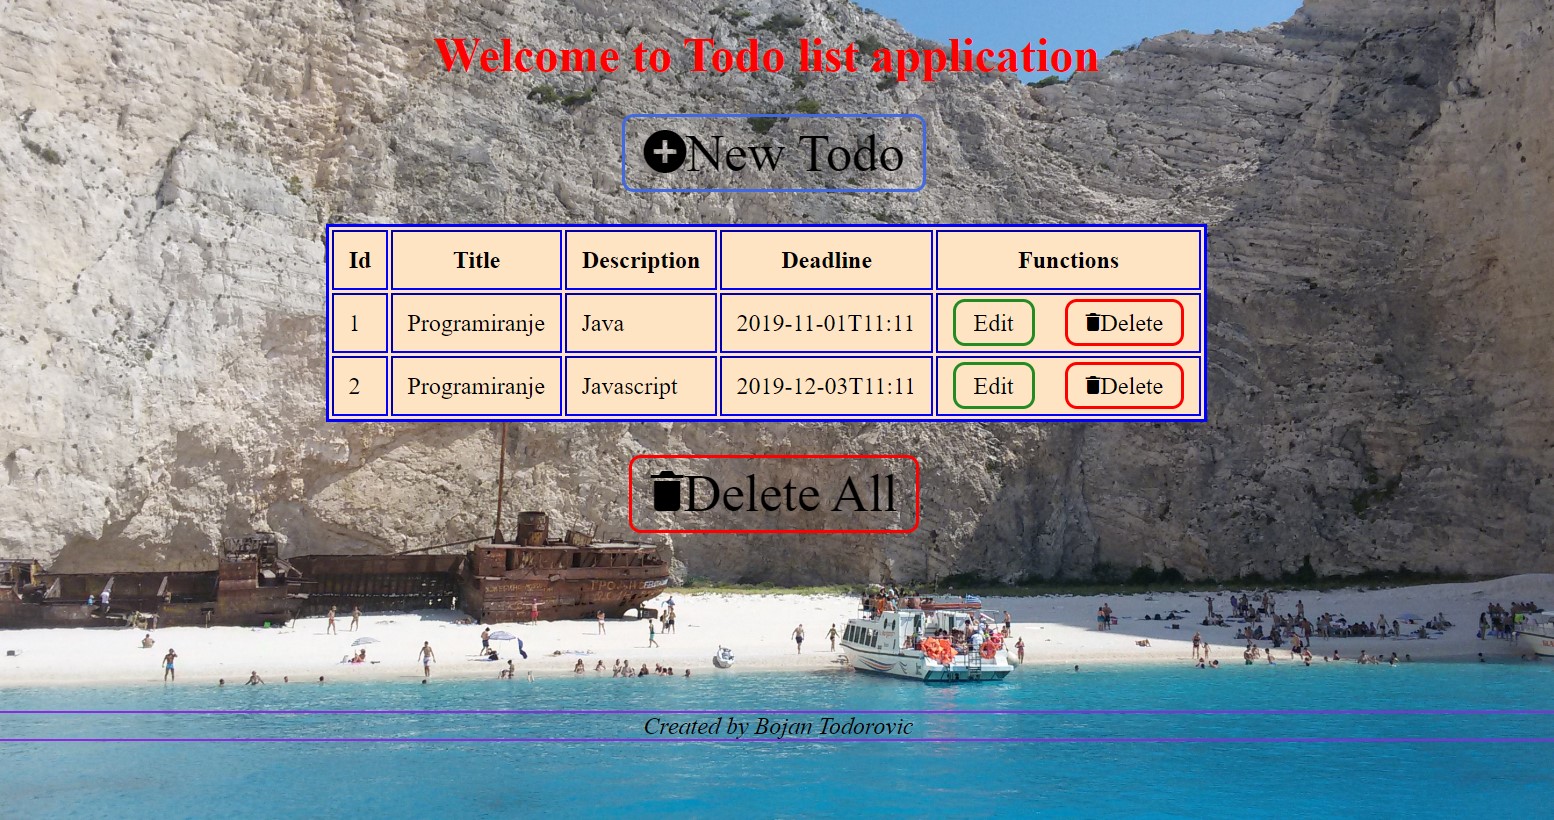 Welcome to Todo list application
New Todo
Id Title Description Deadline Functions
1 Programiranje Java 2019-11-01T11:11 Edit Delete
2 Programiranje Javascript 2019-12-03T11:11 Edit Delete
Delete All
Created by Bojan Todorovic